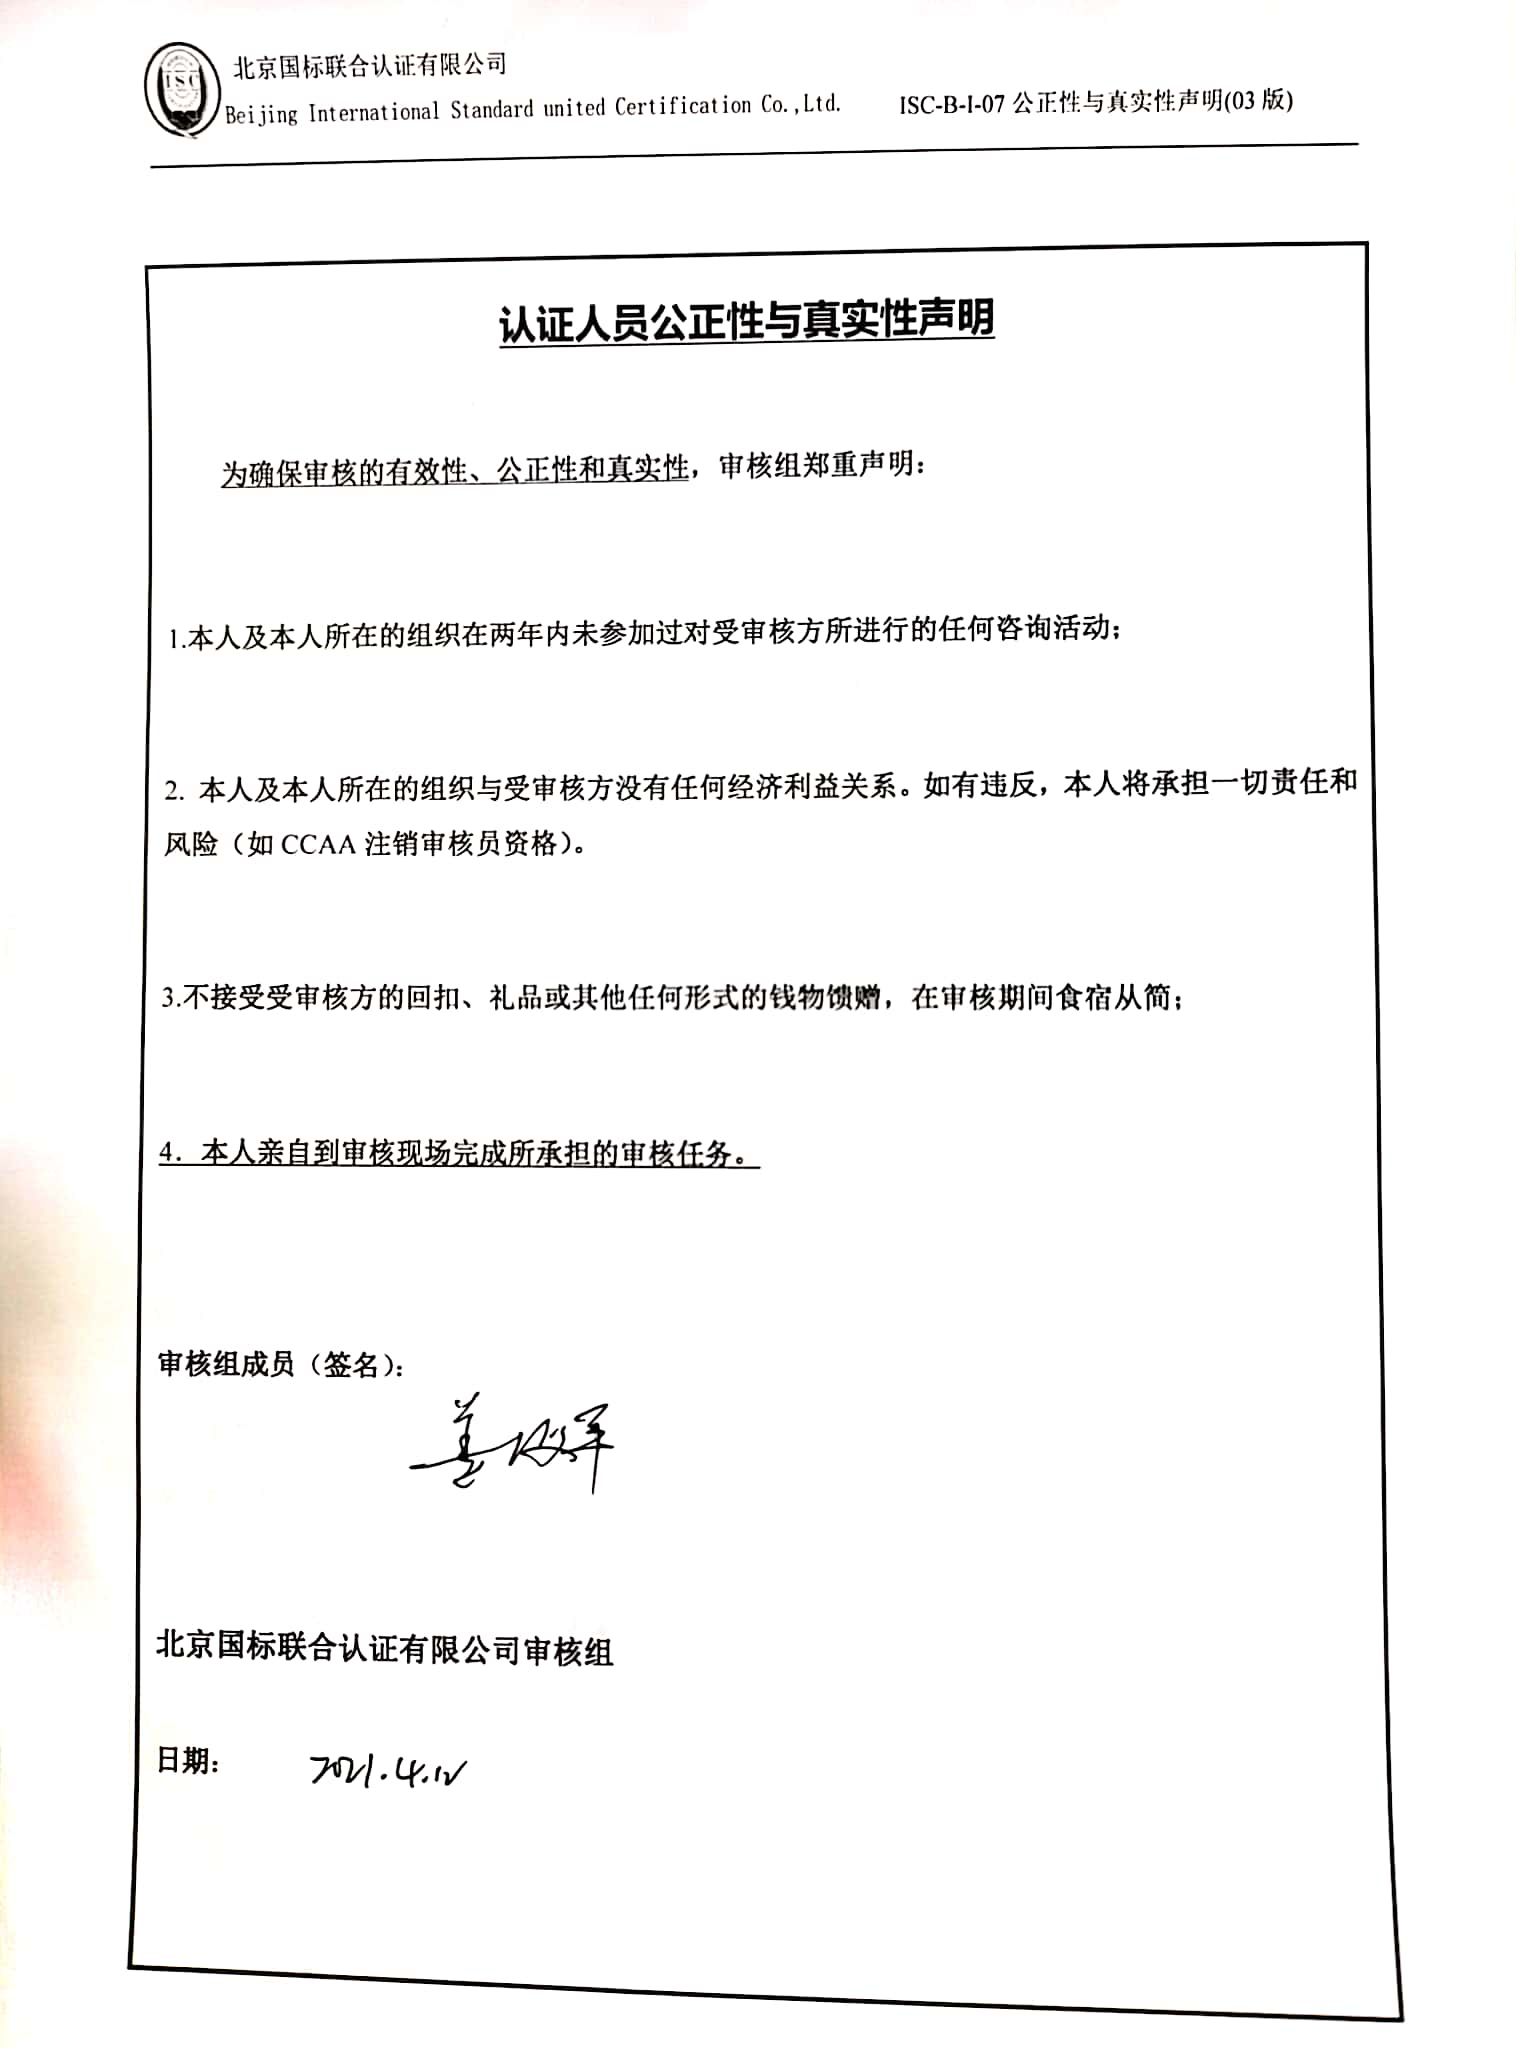 ISC
北京国标联合认证有限公司
Beijing International Standard united Certification Co.,Ltd.
ISC-B-I-07 公正性与真实性声明(03 版)
认证人员公正性与真实性声明
为确保审核的有效性、公正性和真实性，审核组郑重声明：
1.本人及本人所在的组织在两年内未参加过对受审核方所进行的任何咨询活动；
2. 本人及本人所在的组织与受审核方没有任何经济利益关系。如有违反，本人将承担一切责任和
风险（如 CCAA 注销审核员资格）。
3.不接受受审核方的回扣、礼品或其他任何形式的钱物馈赠，在审核期间食宿从简；
4．本人亲自到审核现场完成所承担的审核任务。
审核组成员（签名）：
北京国标联合认证有限公司审核组
日期： 2021.4.12